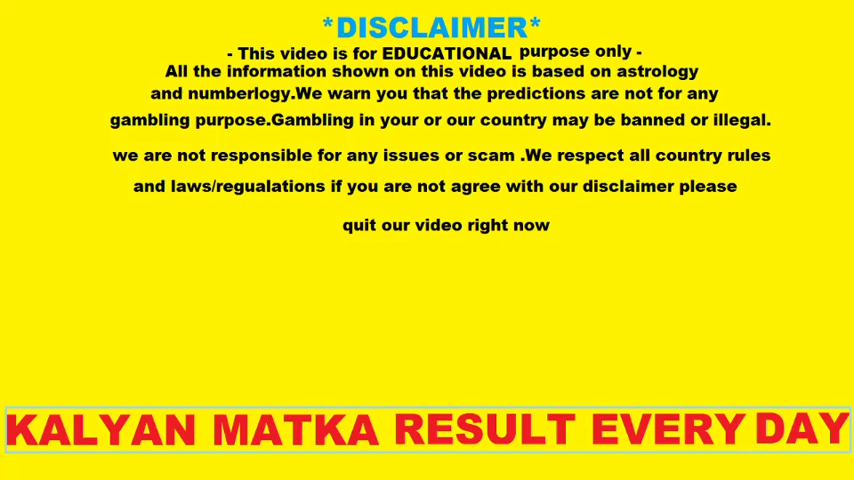 *DISCLAIMER*
- This video is for EDUCATIONAL purpose only -
All the information shown on this video is based on astrology
and numberlogy.We warn you that the predictions are not for any
gambling purpose.Gambling in your or our country may be banned or illegal.
we are not responsible for any issues or scam .We respect all country rules
and laws/regualations if you are not agree with our disclaimer please
quit our video right now
KALYAN MATKA RESULT EVERY DAY